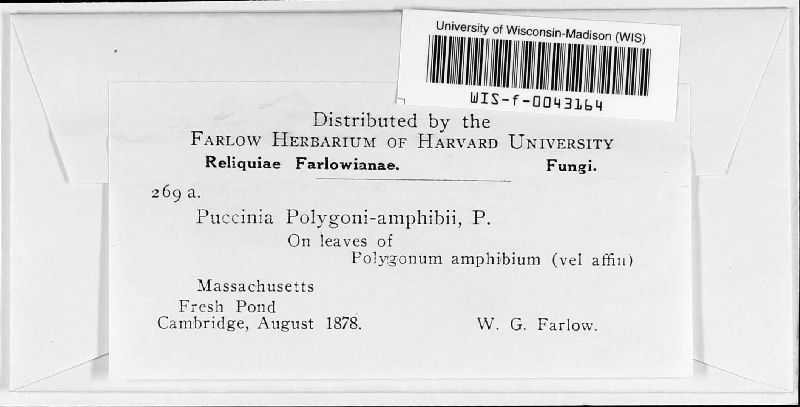 University of Wisconsin-Madison (WIS)
WIS-f-0043164
Distributed by the
FARLOW HERBARIUM OF HARVARD UNIVERSITY
Reliquiae Farlowianae. Fungi.
269 a.
Puccinia Polygoni-amphibii, P.
On leaves of
Polygonum amphibium (vel affin)
Massachusetts
Fresh Pond
Cambridge, August 1878. W. G. Farlow.